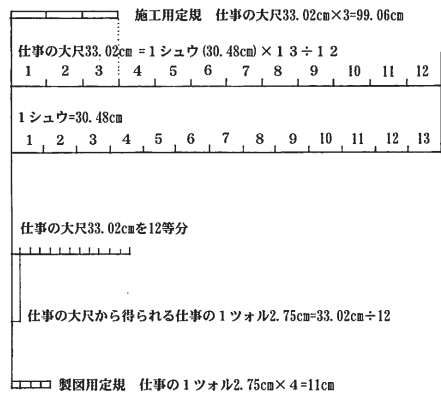 施工用定規 仕事の大尺33.02cm×3=99.06cm
仕事の大尺33.02cm =1シュウ(30.48cm)×13÷12
1 2 3 4 5 6 7 8 9 10 11 12
1シュウ=30.48cm
1 2 3 4 5 6 7 8 9 10 11 12 13
仕事の大尺33.02cmを12等分
仕事の大尺から得られる仕事の1ツォル2.75cm=33.02cm÷12
製図用定規 仕事の1ツォル2.75cm×4=11cm